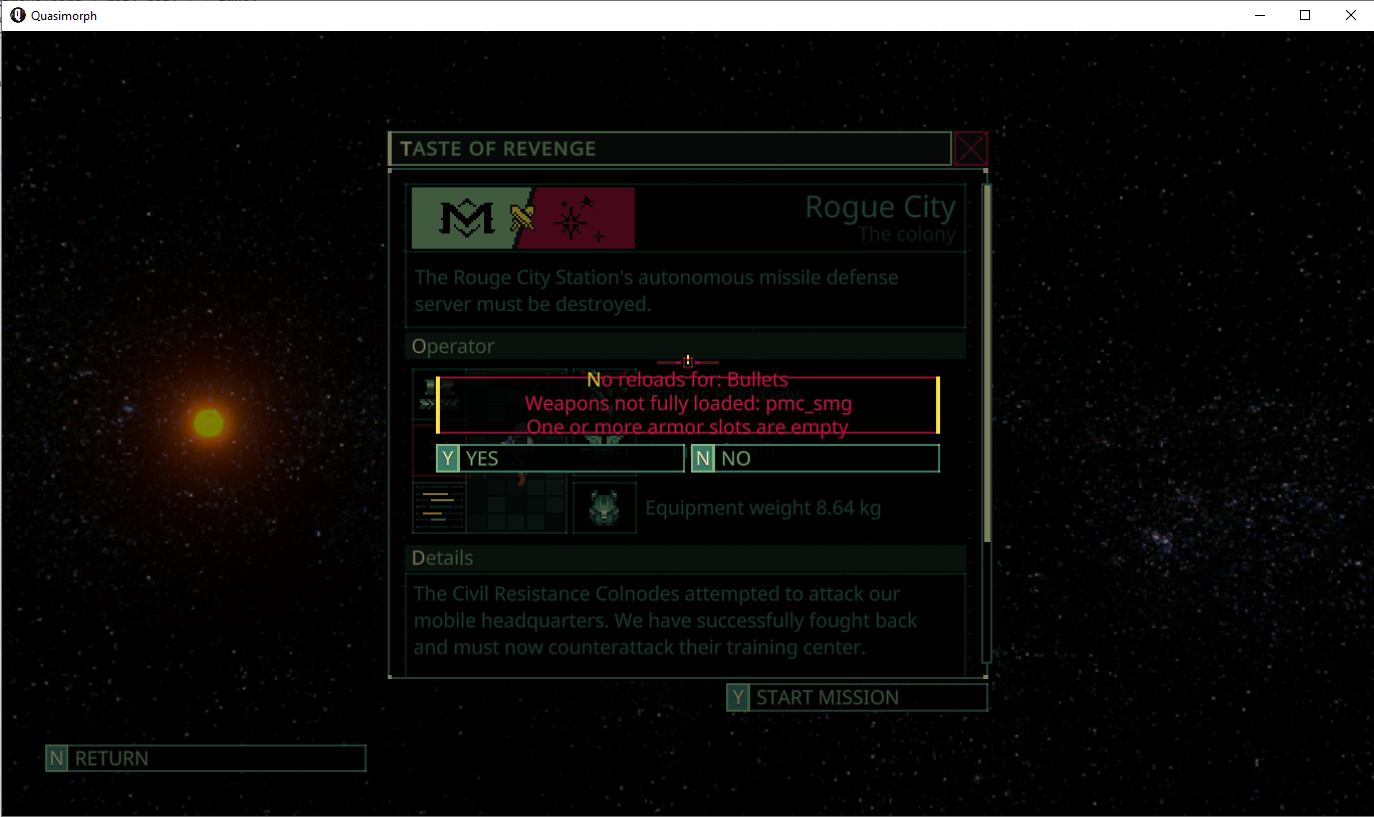 Quasimorph
TASTE OF REVENGE
Rogue City
The colony
The Rouge City Station's autonomous missile defense
server must be destroyed.
Operator
No reloads for: Bullets
Weapons not fully loaded: pmc_smg
One or more armor slots are empty
Y YES
N NO
Equipment weight 8.64 kg
Details
The Civil Resistance Colnodes attempted to attack our
mobile headquarters. We have successfully fought back
and must now counterattack their training center.
Y START MISSION
N RETURN